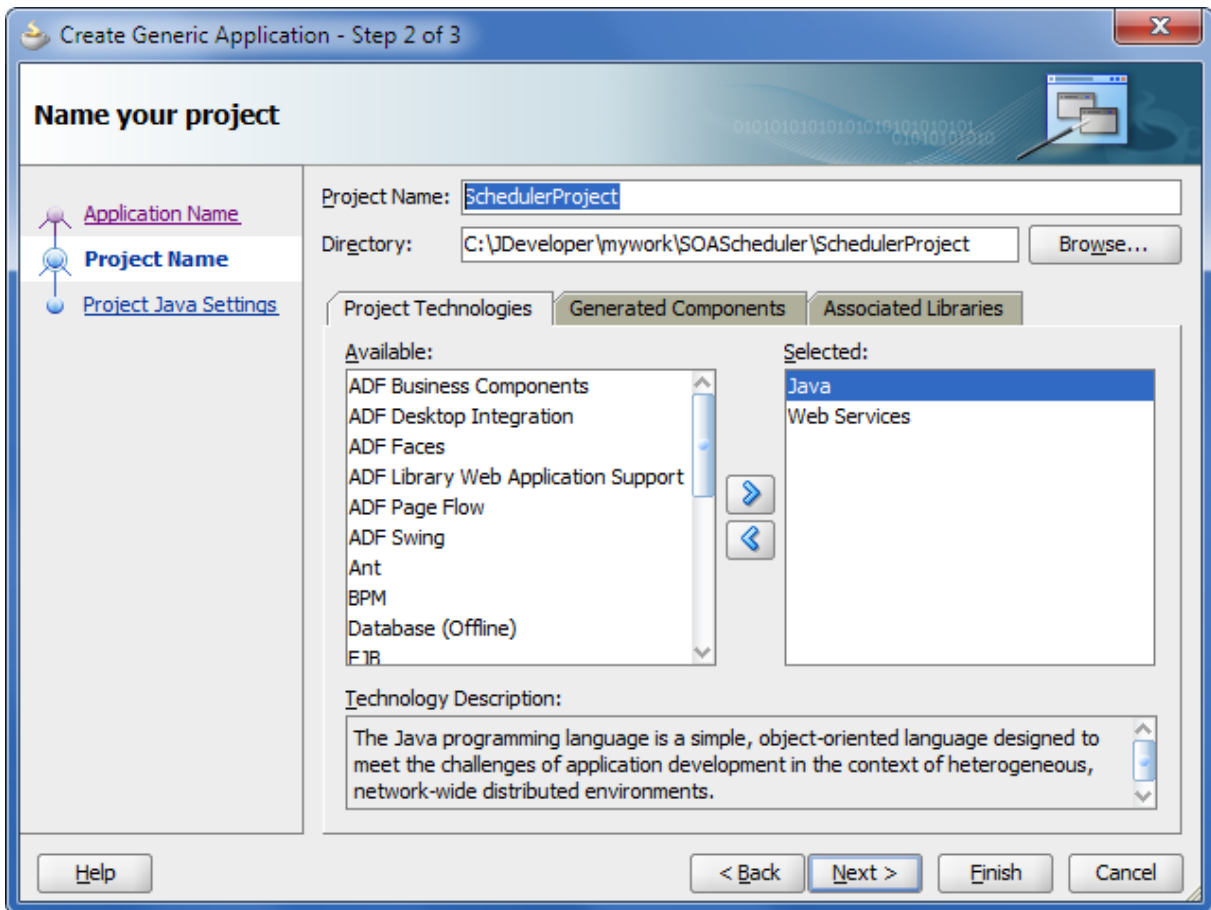 Create Generic Application - Step 2 of 3
Name your project
Application Name
Project Name
Project Java Settings
Project Name: SchedulerProject
Directory: C:\JDeveloper\mywork\SOAScheduler\SchedulerProject Browse...
Project Technologies Generated Components Associated Libraries
Available:
ADF Business Components
ADF Desktop Integration
ADF Faces
ADF Library Web Application Support
ADF Page Flow
ADF Swing
Ant
BPM
Database (Offline)
EJB
Selected:
Java
Web Services
Technology Description:
The Java programming language is a simple, object-oriented language designed to
meet the challenges of application development in the context of heterogeneous,
network-wide distributed environments.
Help < Back Next > Finish Cancel